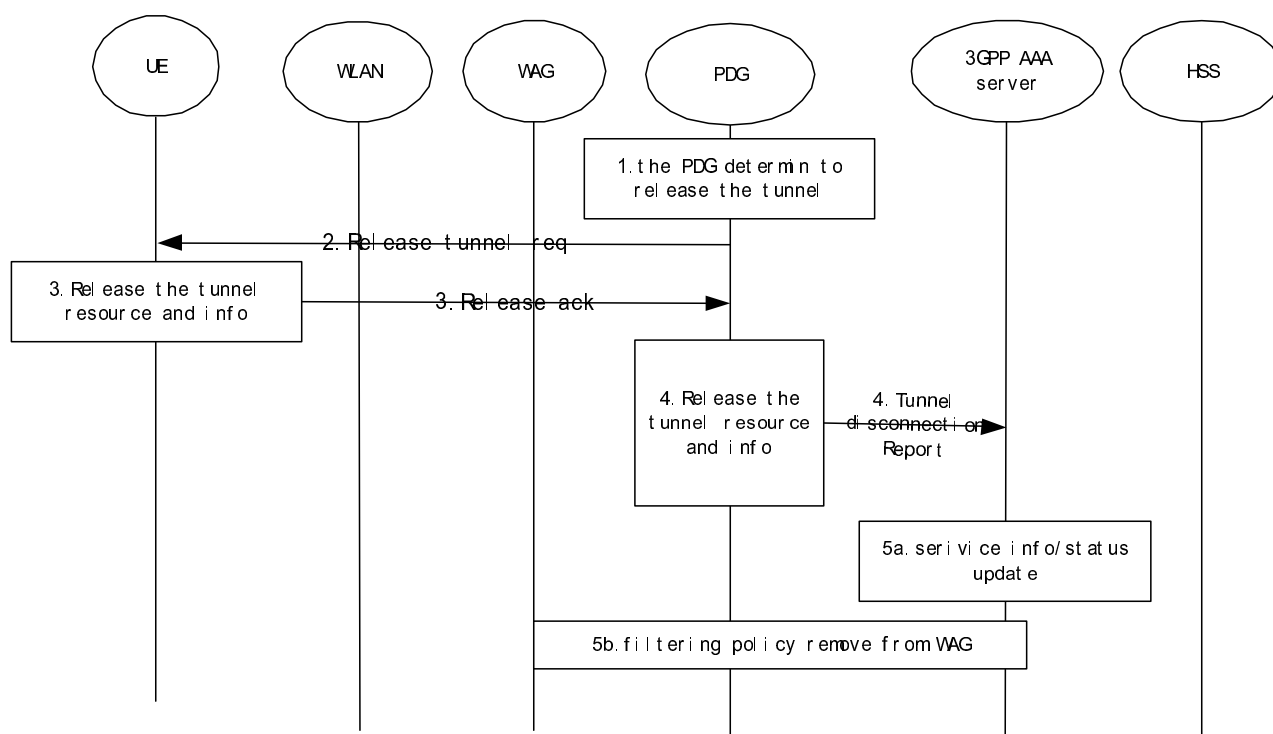 UE
WLAN
WAG
PDG
3GPP AAA
server
HSS
1. the PDG determin to
release the tunnel
2. Release tunnel req
3. Release the tunnel
resource and info
3. Release ack
4. Release the
tunnel resource
and info
4. Tunnel
disconnection
Report
5a. serivice info/status
update
5b. filtering policy remove from WAG